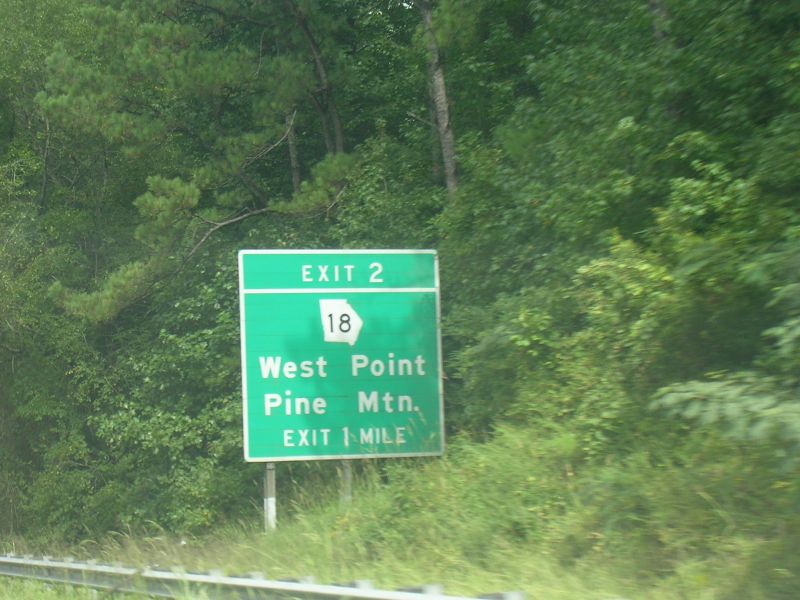 EXIT 2
18
West Point
Pine Mtn.
EXIT 1 MILE